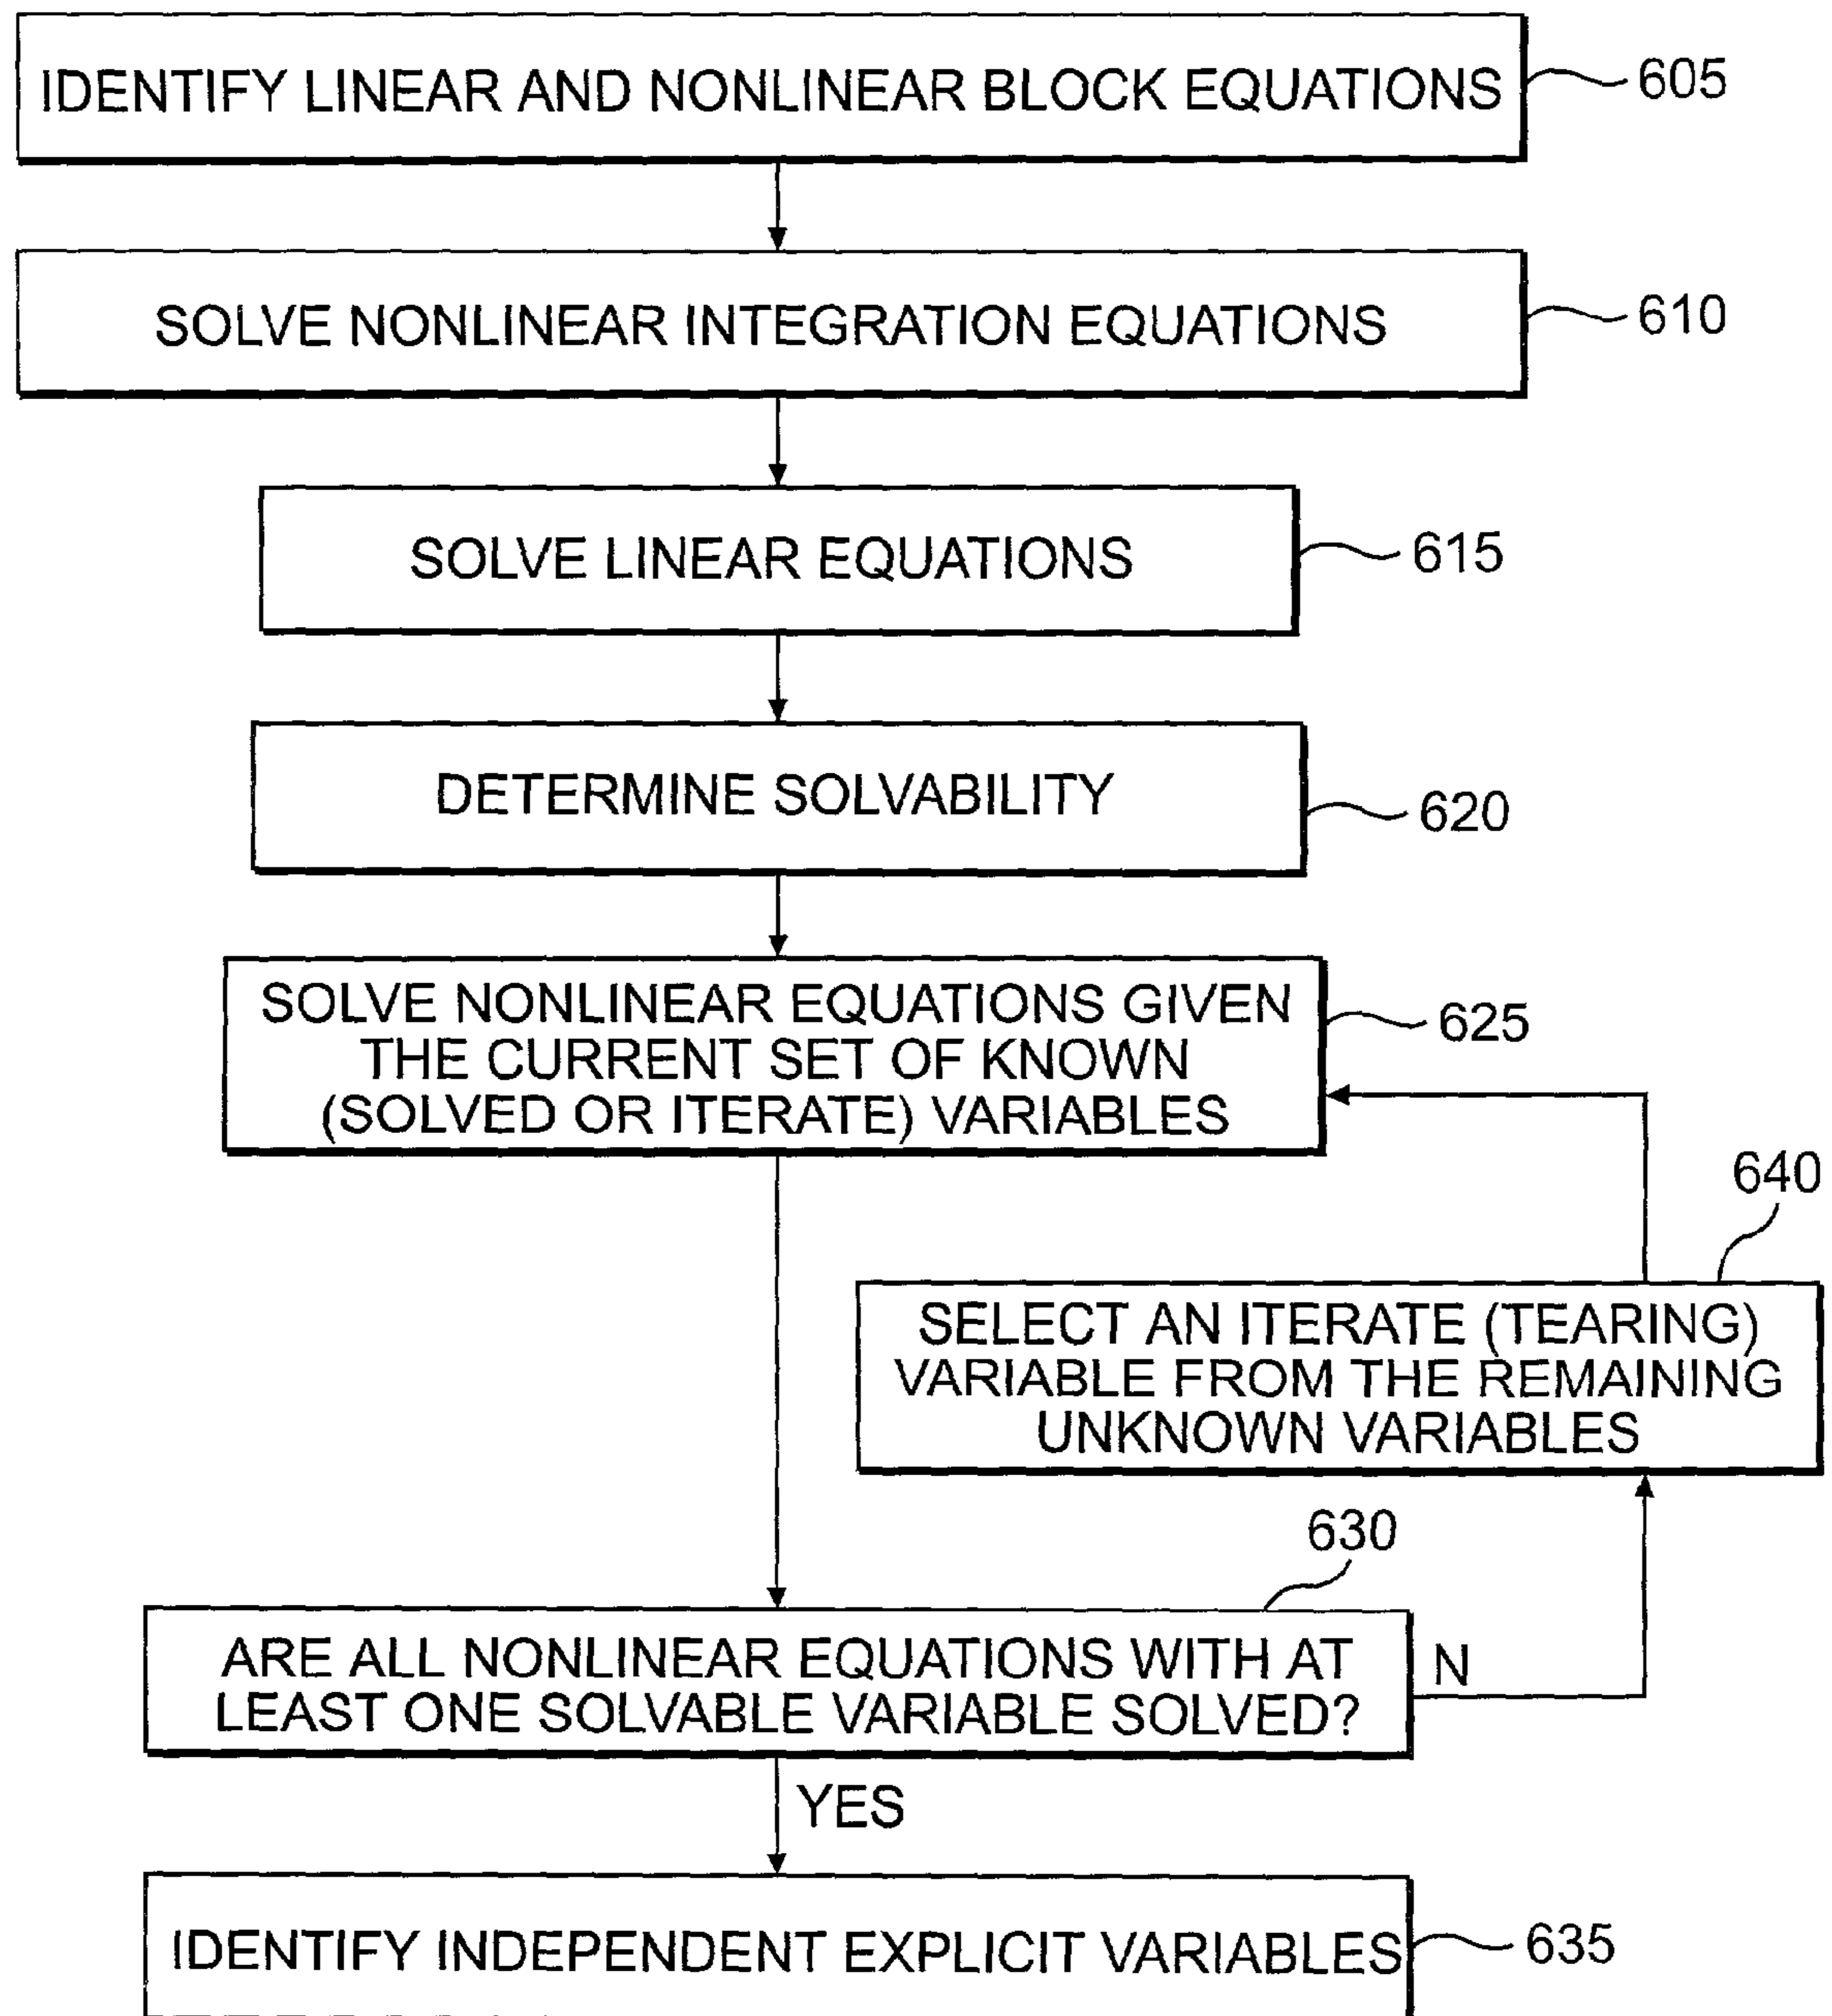 IDENTIFY LINEAR AND NONLINEAR BLOCK EQUATIONS
605
SOLVE NONLINEAR INTEGRATION EQUATIONS
610
SOLVE LINEAR EQUATIONS
615
DETERMINE SOLVABILITY
620
SOLVE NONLINEAR EQUATIONS GIVEN
THE CURRENT SET OF KNOWN
(SOLVED OR ITERATE) VARIABLES
625
640
SELECT AN ITERATE (TEARING)
VARIABLE FROM THE REMAINING
UNKNOWN VARIABLES
630
ARE ALL NONLINEAR EQUATIONS WITH AT
LEAST ONE SOLVABLE VARIABLE SOLVED?
N
YES
IDENTIFY INDEPENDENT EXPLICIT VARIABLES
635